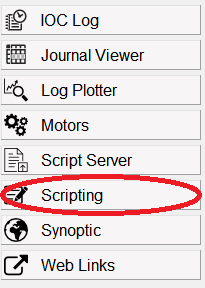 IOC Log
Journal Viewer
Log Plotter
Motors
Script Server
Scripting
Synoptic
Web Links